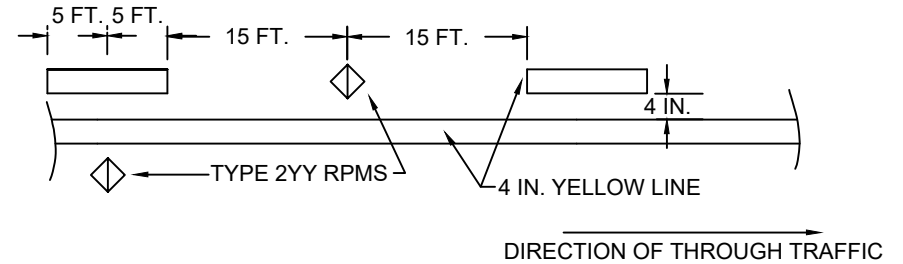 5 FT. 5 FT.
15 FT. 15 FT.
4 IN.
TYPE 2YY RPMS
4 IN. YELLOW LINE
DIRECTION OF THROUGH TRAFFIC